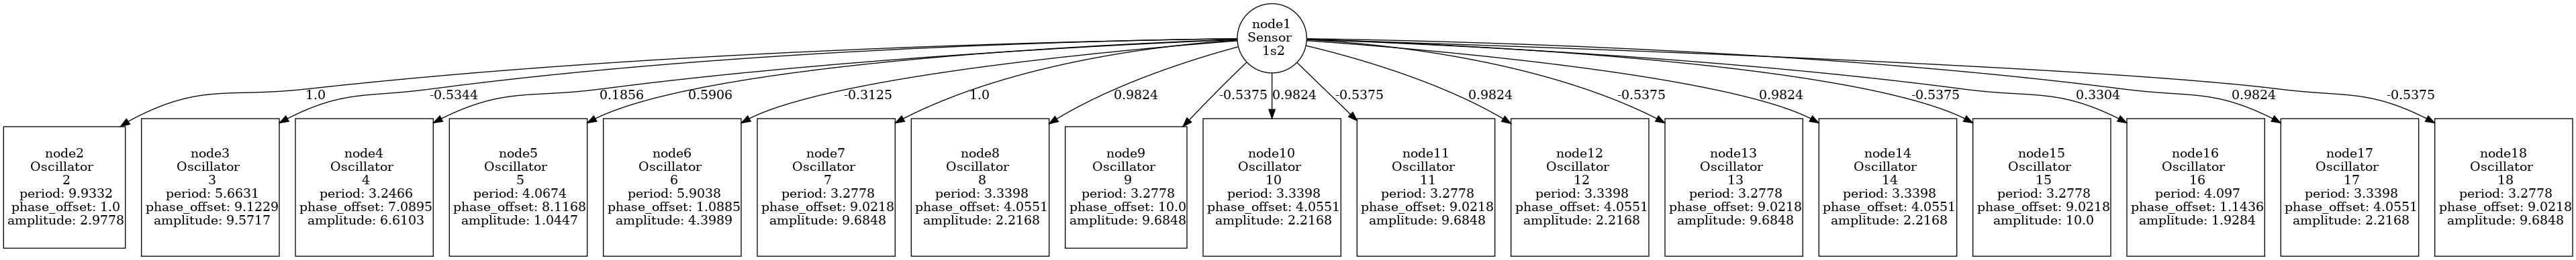 node1
Sensor
1s2
1.0
-0.5344
0.1856
0.5906
-0.3125
1.0
0.9824
-0.5375
0.9824
-0.5375
0.9824
-0.5375
0.9824
-0.5375
0.3304
0.9824
-0.5375
node2
Oscillator
2
period: 9.9332
phase_offset: 1.0
amplitude: 2.9778
node3
Oscillator
3
period: 5.6631
phase_offset: 9.1229
amplitude: 9.5717
node4
Oscillator
4
period: 3.2466
phase_offset: 7.0895
amplitude: 6.6103
node5
Oscillator
5
period: 4.0674
phase_offset: 8.1168
amplitude: 1.0447
node6
Oscillator
6
period: 5.9038
phase_offset: 1.0885
amplitude: 4.3989
node7
Oscillator
7
period: 3.2778
phase_offset: 9.0218
amplitude: 9.6848
node8
Oscillator
8
period: 3.3398
phase_offset: 4.0551
amplitude: 2.2168
node9
Oscillator
9
period: 3.2778
phase_offset: 10.0
amplitude: 9.6848
node10
Oscillator
10
period: 3.3398
phase_offset: 4.0551
amplitude: 2.2168
node11
Oscillator
11
period: 3.2778
phase_offset: 9.0218
amplitude: 9.6848
node12
Oscillator
12
period: 3.3398
phase_offset: 4.0551
amplitude: 2.2168
node13
Oscillator
13
period: 3.2778
phase_offset: 9.0218
amplitude: 9.6848
node14
Oscillator
14
period: 3.3398
phase_offset: 4.0551
amplitude: 2.2168
node15
Oscillator
15
period: 3.2778
phase_offset: 9.0218
amplitude: 10.0
node16
Oscillator
16
period: 4.097
phase_offset: 1.1436
amplitude: 1.9284
node17
Oscillator
17
period: 3.3398
phase_offset: 4.0551
amplitude: 2.2168
node18
Oscillator
18
period: 3.2778
phase_offset: 9.0218
amplitude: 9.6848